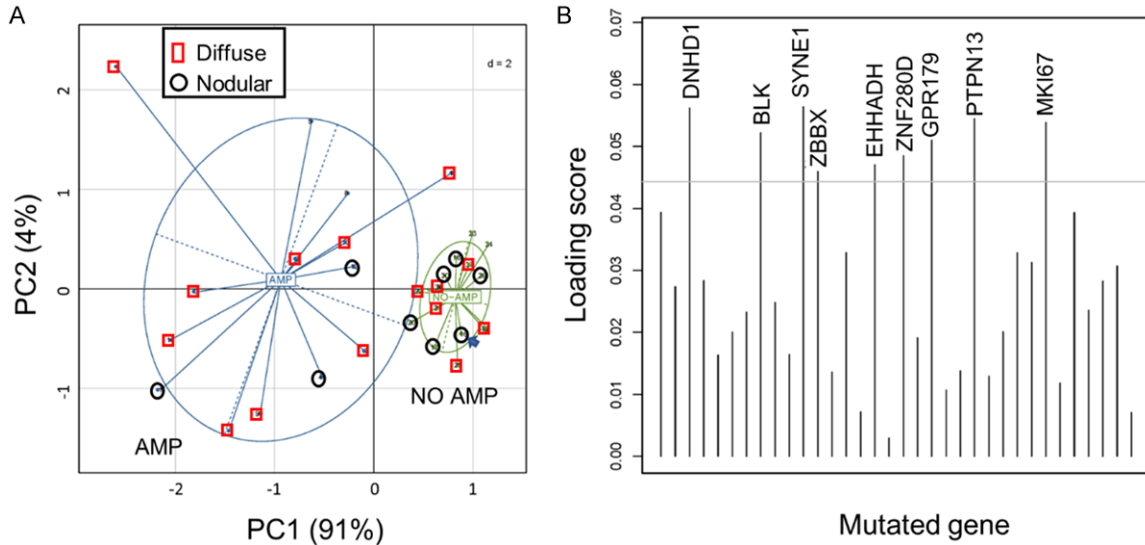 A
B
Diffuse
Nodular
d = 2
2
1
0
-1
-2
-1
0
1
PC2 (4%)
PC1 (91%)
AMP
NO-AMP
AMP
NO AMP
0.07
0.06
0.05
0.04
0.03
0.02
0.01
0.00
Loading score
DNHD1
BLK
SYNE1
ZBBX
EHHADH
ZNF280D
GPR179
PTPN13
MKI67
Mutated gene